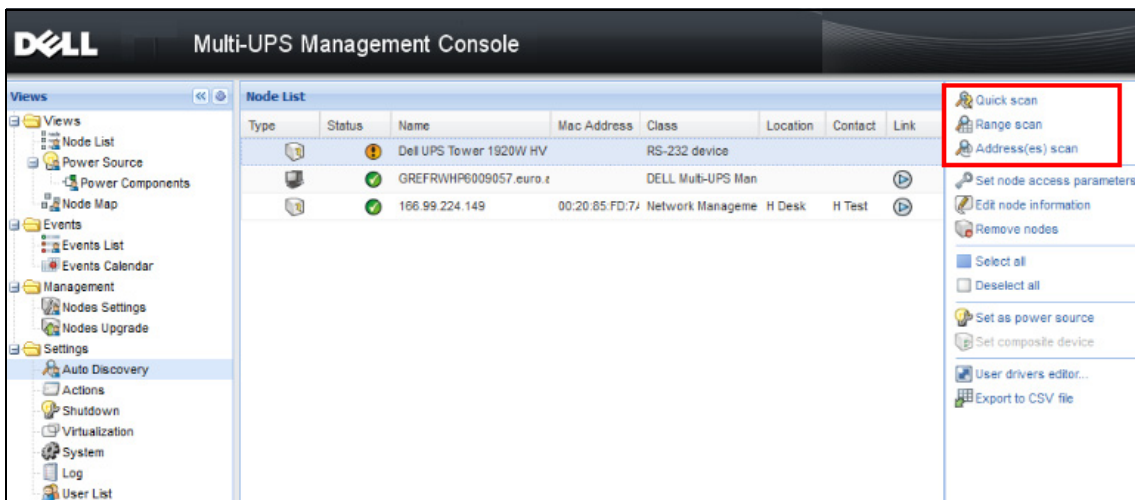 DELL Multi-UPS Management Console
Views
Views
Node List
Power Source
Power Components
Node Map
Events
Events List
Events Calendar
Management
Nodes Settings
Nodes Upgrade
Settings
Auto Discovery
Actions
Shutdown
Virtualization
System
Log
User List
Node List
Type Status Name Mac Address Class Location Contact Link
Dell UPS Tower 1920W HV RS-232 device
GREFRWHP6009057.euro. DELL Multi-UPS Man
166.99.224.149 00:20:85:FD:7 Network Manageme H Desk H Test
Quick scan
Range scan
Address(es) scan
Set node access parameters
Edit node information
Remove nodes
Select all
Deselect all
Set as power source
Set composite device
User drivers editor...
Export to CSV file